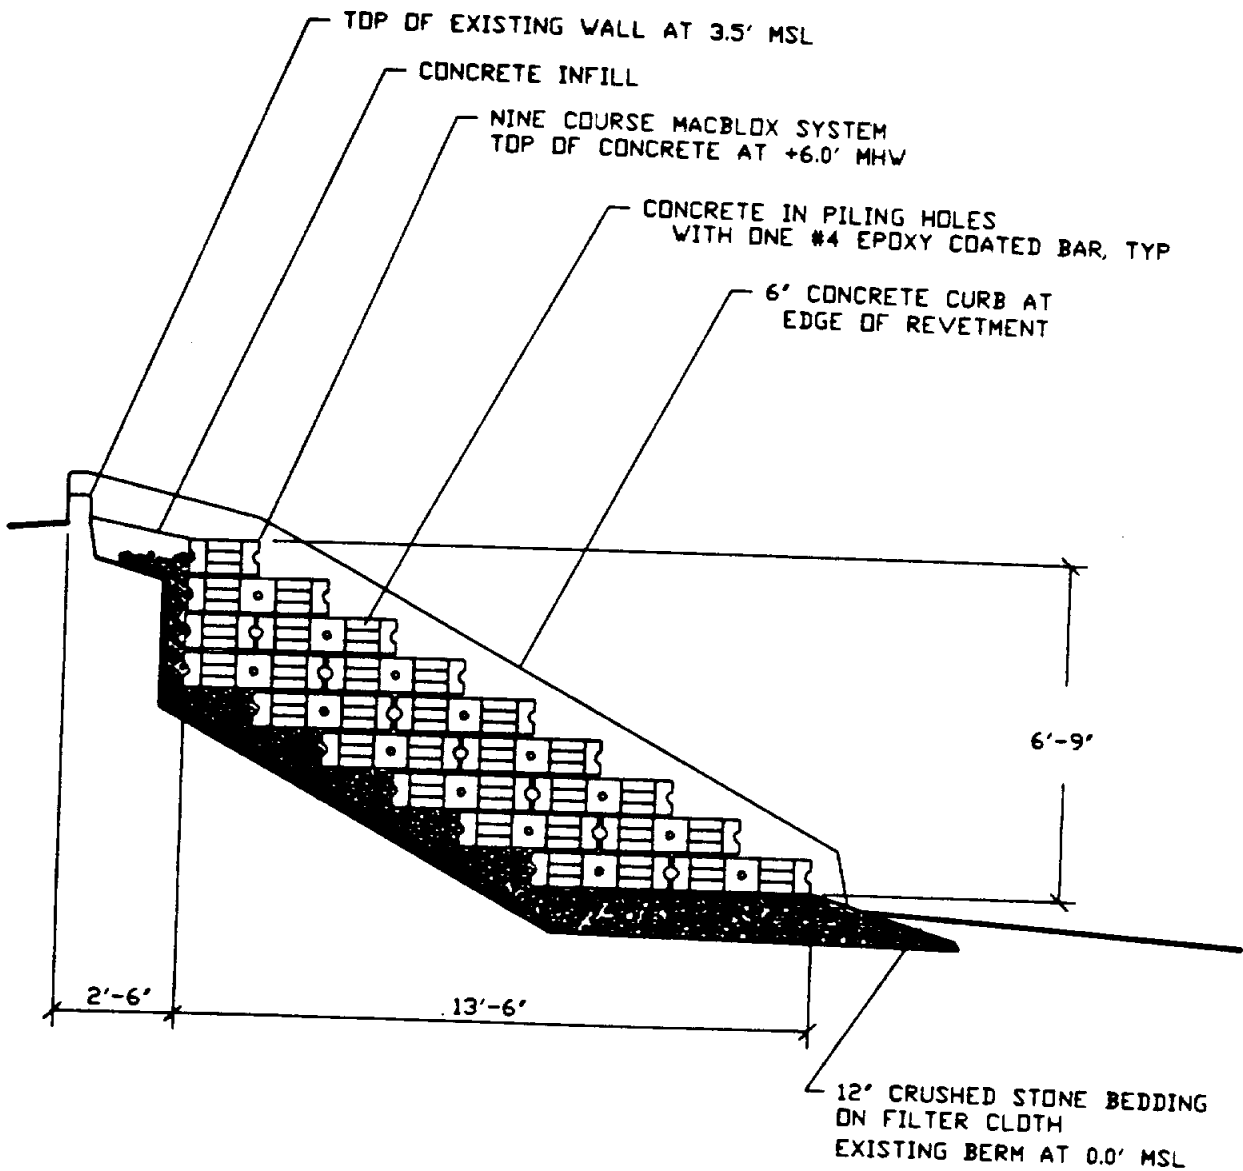 TOP OF EXISTING WALL AT 3.5' MSL
CONCRETE INFILL
NINE COURSE MACBLOX SYSTEM
TOP OF CONCRETE AT +6.0' MHW
CONCRETE IN PILING HOLES
WITH ONE #4 EPOXY COATED BAR, TYP
6" CONCRETE CURB AT
EDGE OF REVETMENT
6'-9"
2'-6"
13'-6"
12" CRUSHED STONE BEDDING
ON FILTER CLOTH
EXISTING BERM AT 0.0' MSL